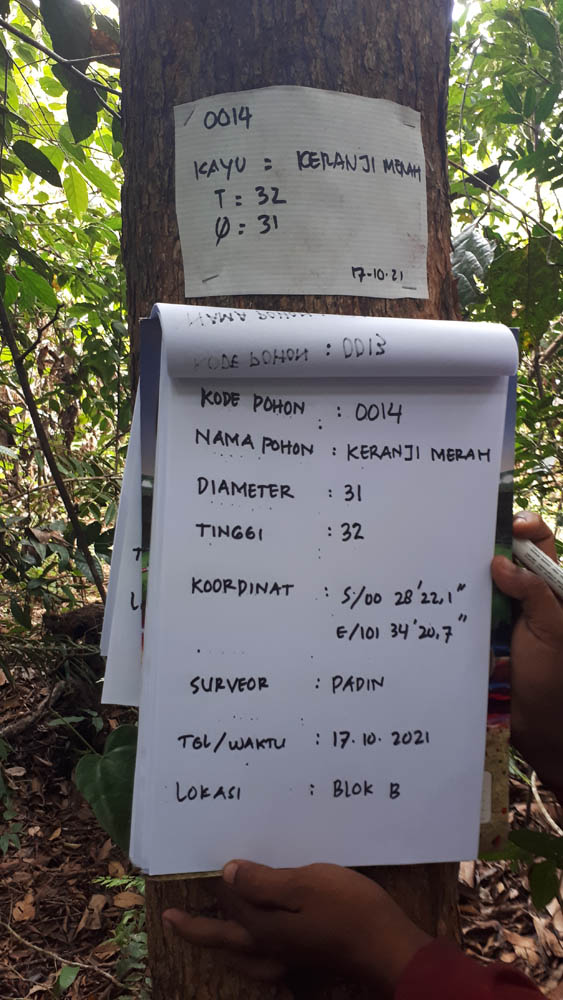 0014
KAYU : KERANJI MERAH
T : 32
φ : 31
17-10-21
NAMA POHON
KODE POHON : 0013
KODE POHON : 0014
NAMA POHON : KERANJI MERAH
DIAMETER : 31
TINGGI : 32
KOORDINAT : S/00 28'22,1"
E/101 34'20,7"
SURVEOR : PADIN
TGL/WAKTU : 17.10.2021
LOKASI : BLOK B